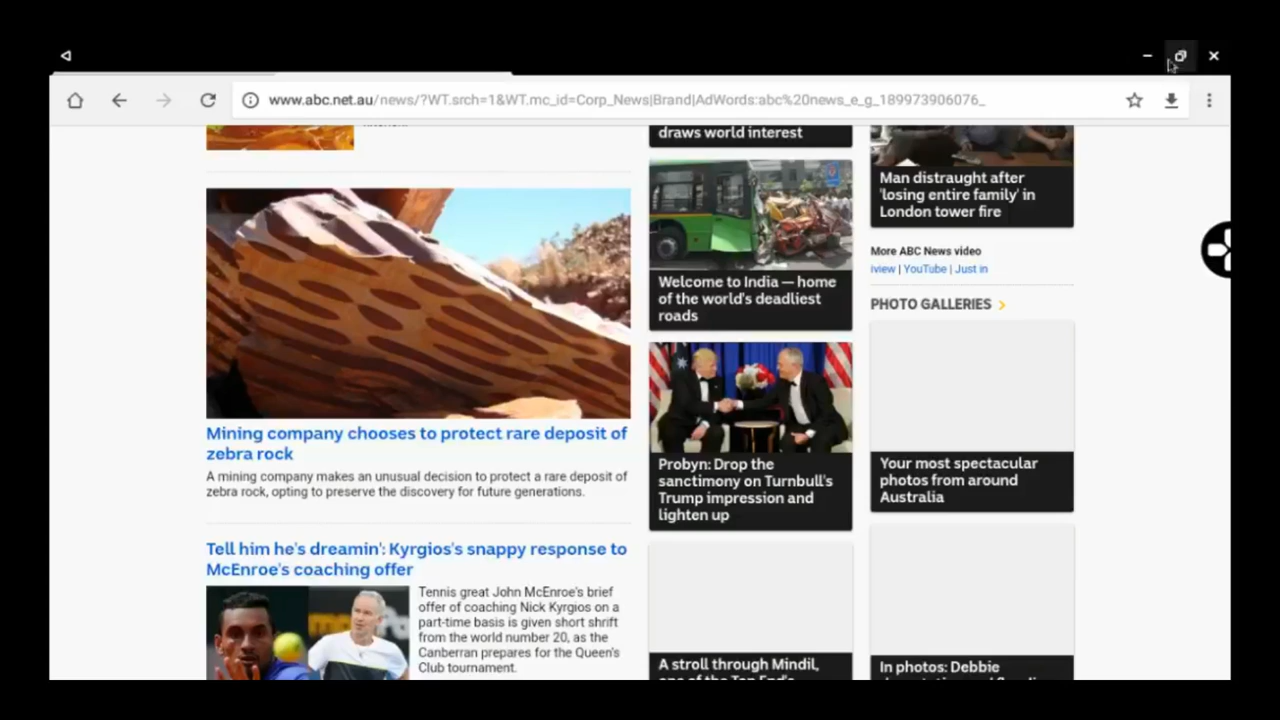 www.abc.net.au/news/?WT.srch=1&WT.mc_id=Corp_News|Brand|AdWords:abc%20news_e_g_189973906076_
Mining company chooses to protect rare deposit of
zebra rock
A mining company makes an unusual decision to protect a rare deposit of
zebra rock, opting to preserve the discovery for future generations.
Tell him he's dreamin': Kyrgios's snappy response to
McEnroe's coaching offer
Tennis great John McEnroe's brief
offer of coaching Nick Kyrgios on a
part-time basis is given short shrift
from the world number 20, as the
Canberran prepares for the Queen's
Club tournament.
draws world interest
Welcome to India — home
of the world's deadliest
roads
Probyn: Drop the
sanctimony on Turnbull's
Trump impression and
lighten up
A stroll through Mindil,
one of the Top End's
Man distraught after
'losing entire family' in
London tower fire
More ABC News video
iview | YouTube | Just in
PHOTO GALLERIES
Your most spectacular
photos from around
Australia
In photos: Debbie